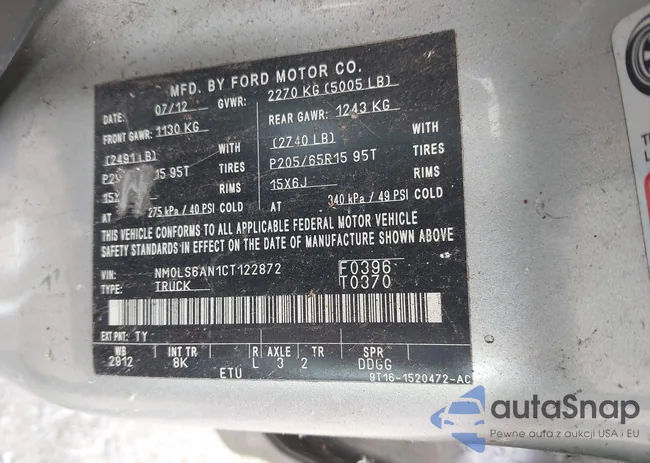 MFD. BY FORD MOTOR CO.
DATE: 07/12 GVWR: 2270 KG (5005 LB)
FRONT GAWR: 1130 KG REAR GAWR: 1243 KG
(2491 LB) WITH (2740 LB) WITH
15 95T TIRES P205/65R15 95T TIRES
RIMS 15X6J RIMS
AT 275 kPa / 40 PSI COLD AT 340 kPa / 49 PSI COLD
THIS VEHICLE CONFORMS TO ALL APPLICABLE FEDERAL MOTOR VEHICLE
SAFETY STANDARDS IN EFFECT ON THE DATE OF MANUFACTURE SHOWN ABOVE
VIN: NM0LS6AN1CT122872 F0396
TYPE: TRUCK T0370
EXT PNT: TY
WB INT TR R AXLE TR SPR
2912 8K L 3 2 DDGG
ETU 9T16-1520472-AC
autaSnap
Pewne auta z aukcji USA i EU